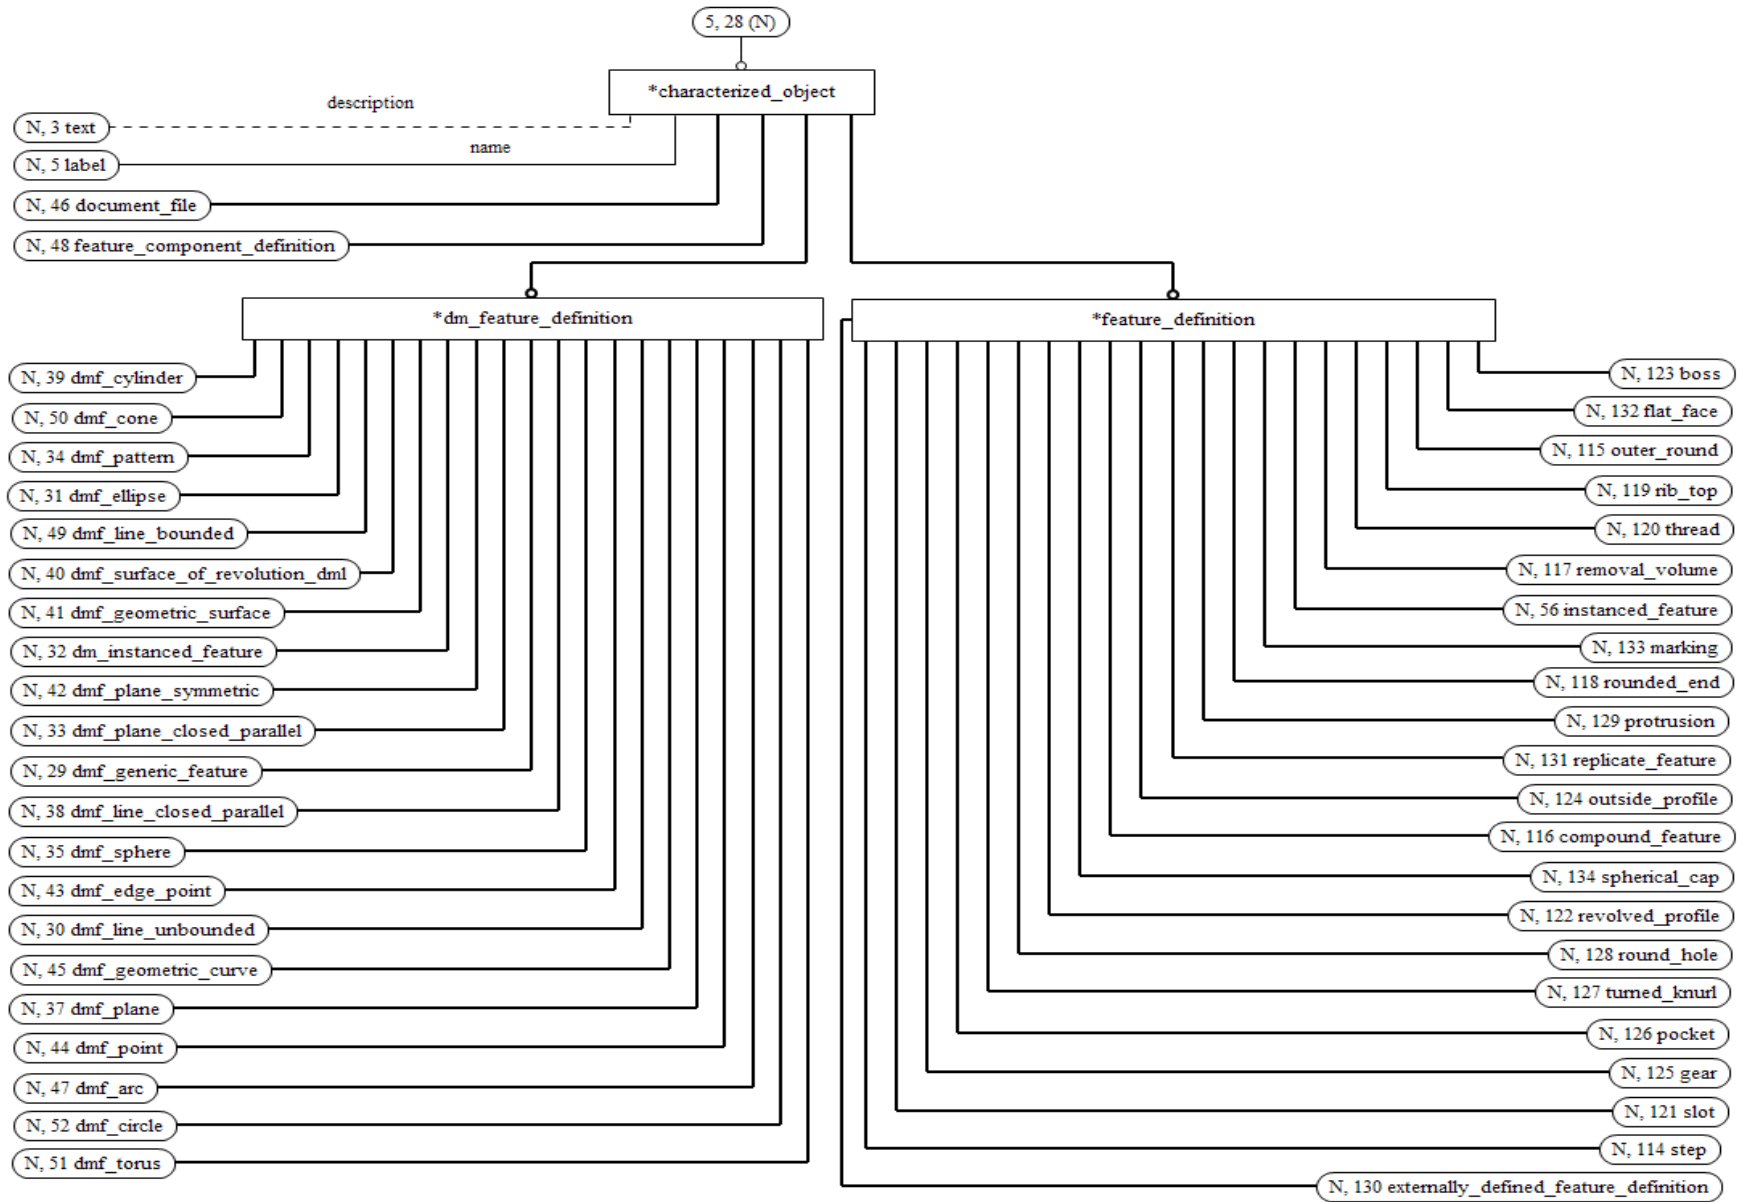 5, 28 (N)
*characterized_object
description
N, 3 text
name
N, 5 label
N, 46 document_file
N, 48 feature_component_definition
*dm_feature_definition
N, 39 dmf_cylinder
N, 50 dmf_cone
N, 34 dmf_pattern
N, 31 dmf_ellipse
N, 49 dmf_line_bounded
N, 40 dmf_surface_of_revolution_dml
N, 41 dmf_geometric_surface
N, 32 dm_instanced_feature
N, 42 dmf_plane_symmetric
N, 33 dmf_plane_closed_parallel
N, 29 dmf_generic_feature
N, 38 dmf_line_closed_parallel
N, 35 dmf_sphere
N, 43 dmf_edge_point
N, 30 dmf_line_unbounded
N, 45 dmf_geometric_curve
N, 37 dmf_plane
N, 44 dmf_point
N, 47 dmf_arc
N, 52 dmf_circle
N, 51 dmf_torus
*feature_definition
N, 123 boss
N, 132 flat_face
N, 115 outer_round
N, 119 rib_top
N, 120 thread
N, 117 removal_volume
N, 56 instanced_feature
N, 133 marking
N, 118 rounded_end
N, 129 protrusion
N, 131 replicate_feature
N, 124 outside_profile
N, 116 compound_feature
N, 134 spherical_cap
N, 122 revolved_profile
N, 128 round_hole
N, 127 turned_knurl
N, 126 pocket
N, 125 gear
N, 121 slot
N, 114 step
N, 130 externally_defined_feature_definition